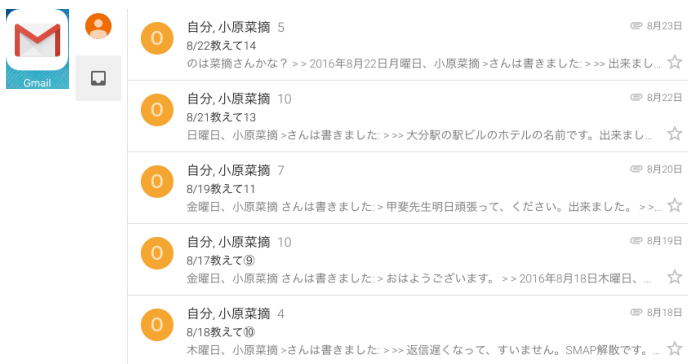 Gmail
自分, 小原菜摘 5
8月23日
8/22教えて14
のは菜摘さんかな？ > > 2016年8月22日月曜日、小原菜摘 >さんは書きました: > >> 出来まし...
自分, 小原菜摘 10
8月22日
8/21教えて13
日曜日、小原菜摘 >さんは書きました: > >> 大分駅の駅ビルのホテルの名前です。出来まし...
自分, 小原菜摘 7
8月20日
8/19教えて11
金曜日、小原菜摘 さんは書きました: > 甲斐先生明日頑張って、ください。出来ました。 > >...
自分, 小原菜摘 10
8月19日
8/17教えて⑨
金曜日、小原菜摘 さんは書きました: > おはようございます。 > > 2016年8月18日木曜日、...
自分, 小原菜摘 4
8月18日
8/18教えて⑩
木曜日、小原菜摘 >さんは書きました: > >> 返信遅くなって、すいません。SMAP解散です。...